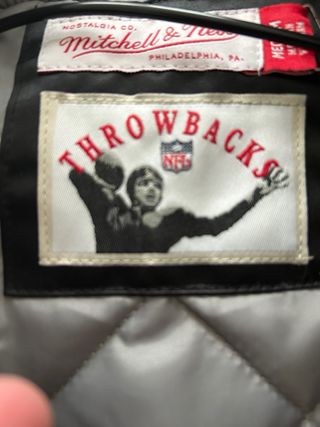 NOSTALGIA CO.
Mitchell & Ness
PHILADELPHIA, PA.
THROWBACKS
NFL